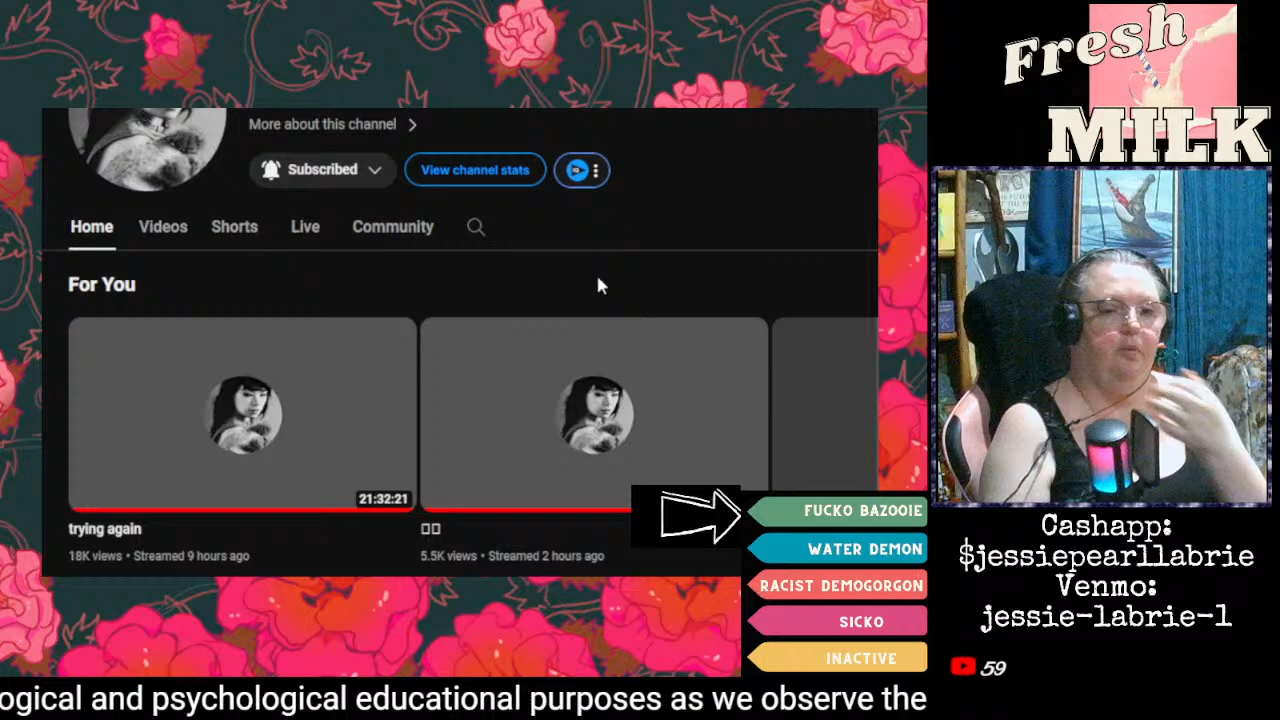 More about this channel
Subscribed
View channel stats
Home Videos Shorts Live Community
For You
21:32:21
trying again
18K views • Streamed 9 hours ago
▯▯
5.5K views • Streamed 2 hours ago
Fresh
MILK
FUCKO BAZOOIE
WATER DEMON
RACIST DEMOGORGON
SICKO
INACTIVE
Cashapp:
$jessiepearllabrie
Venmo:
jessie-labrie-1
59
ological and psychological educational purposes as we observe the